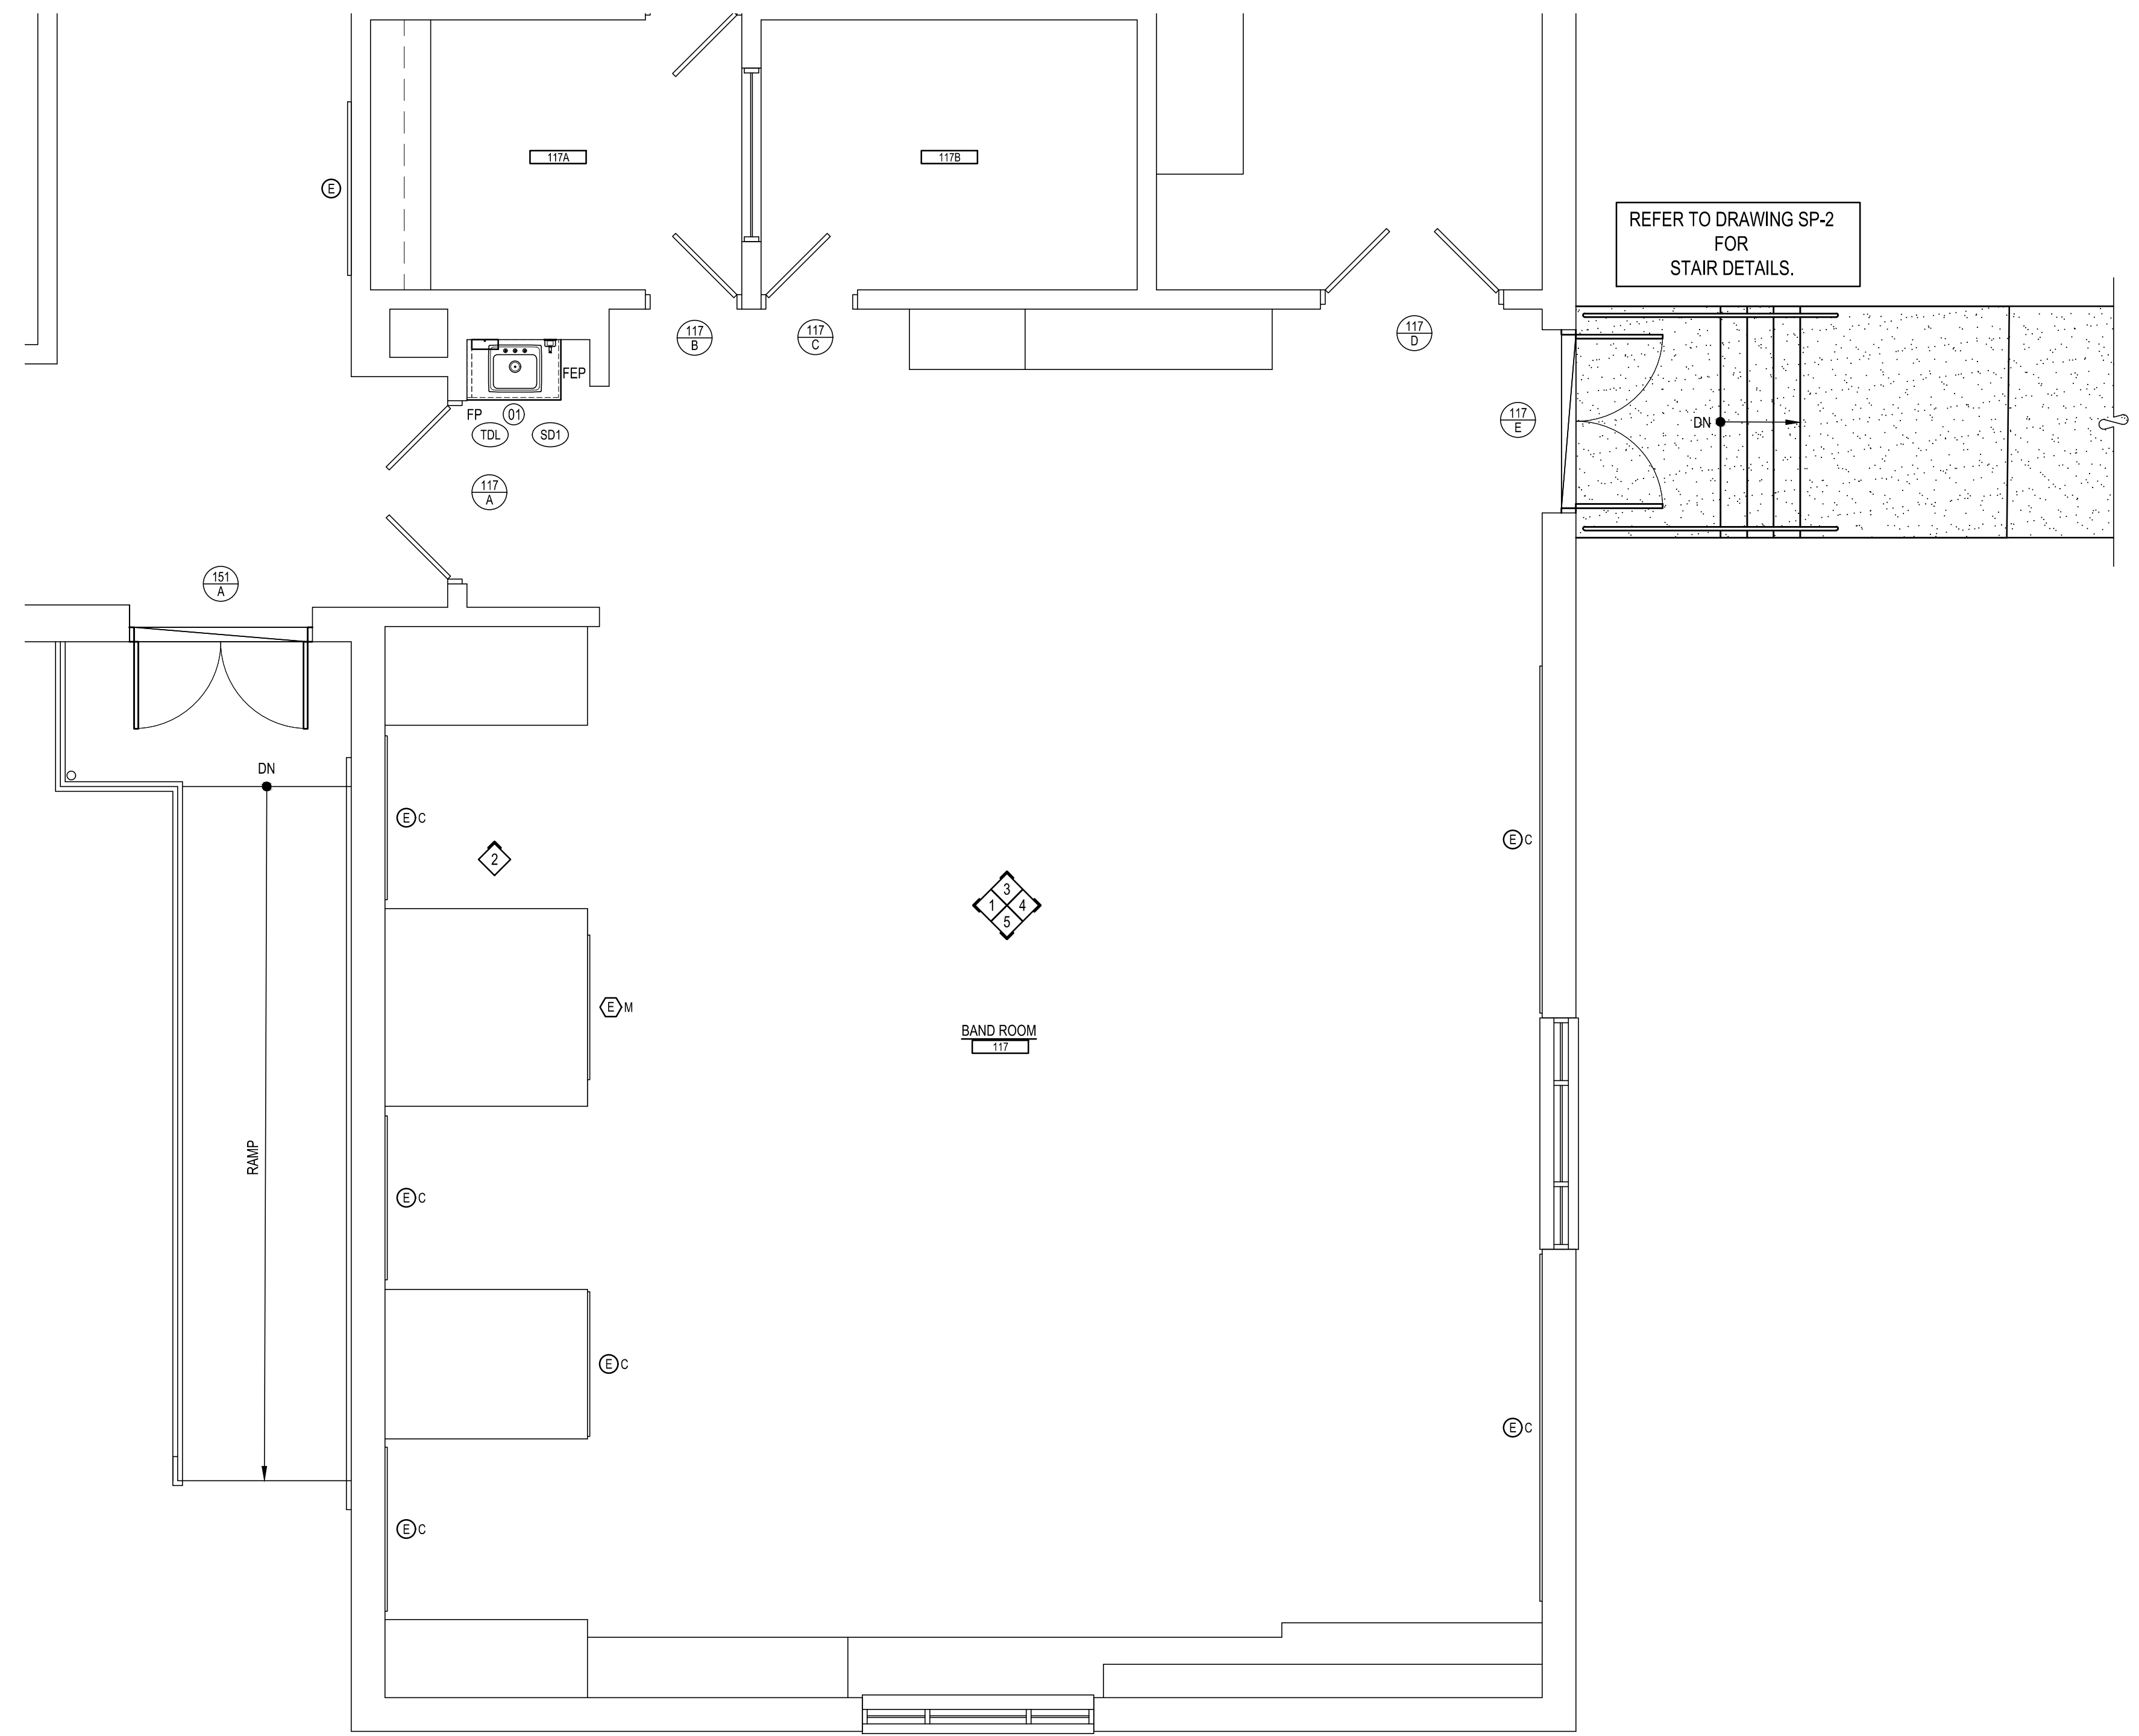 117A
117B
E
REFER TO DRAWING SP-2
FOR
STAIR DETAILS.
117
B
117
C
117
D
FEP
FP
01
TDL
SD1
117
E
DN
117
A
151
A
DN
E C
E C
2
3
1
4
5
E M
BAND ROOM
117
RAMP
E C
E C
E C
E C